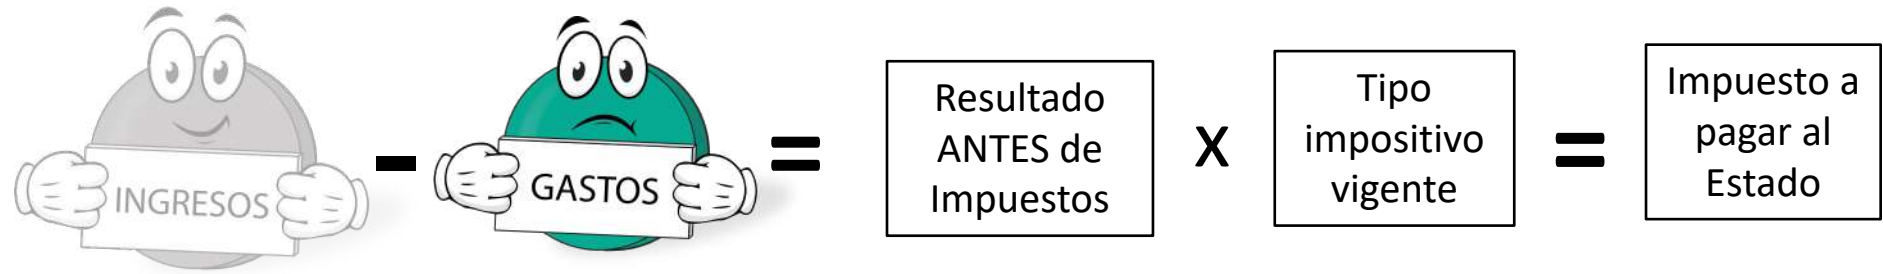 INGRESOS
-
GASTOS
=
Resultado
ANTES de
Impuestos
X
Tipo
impositivo
vigente
=
Impuesto a
pagar al
Estado